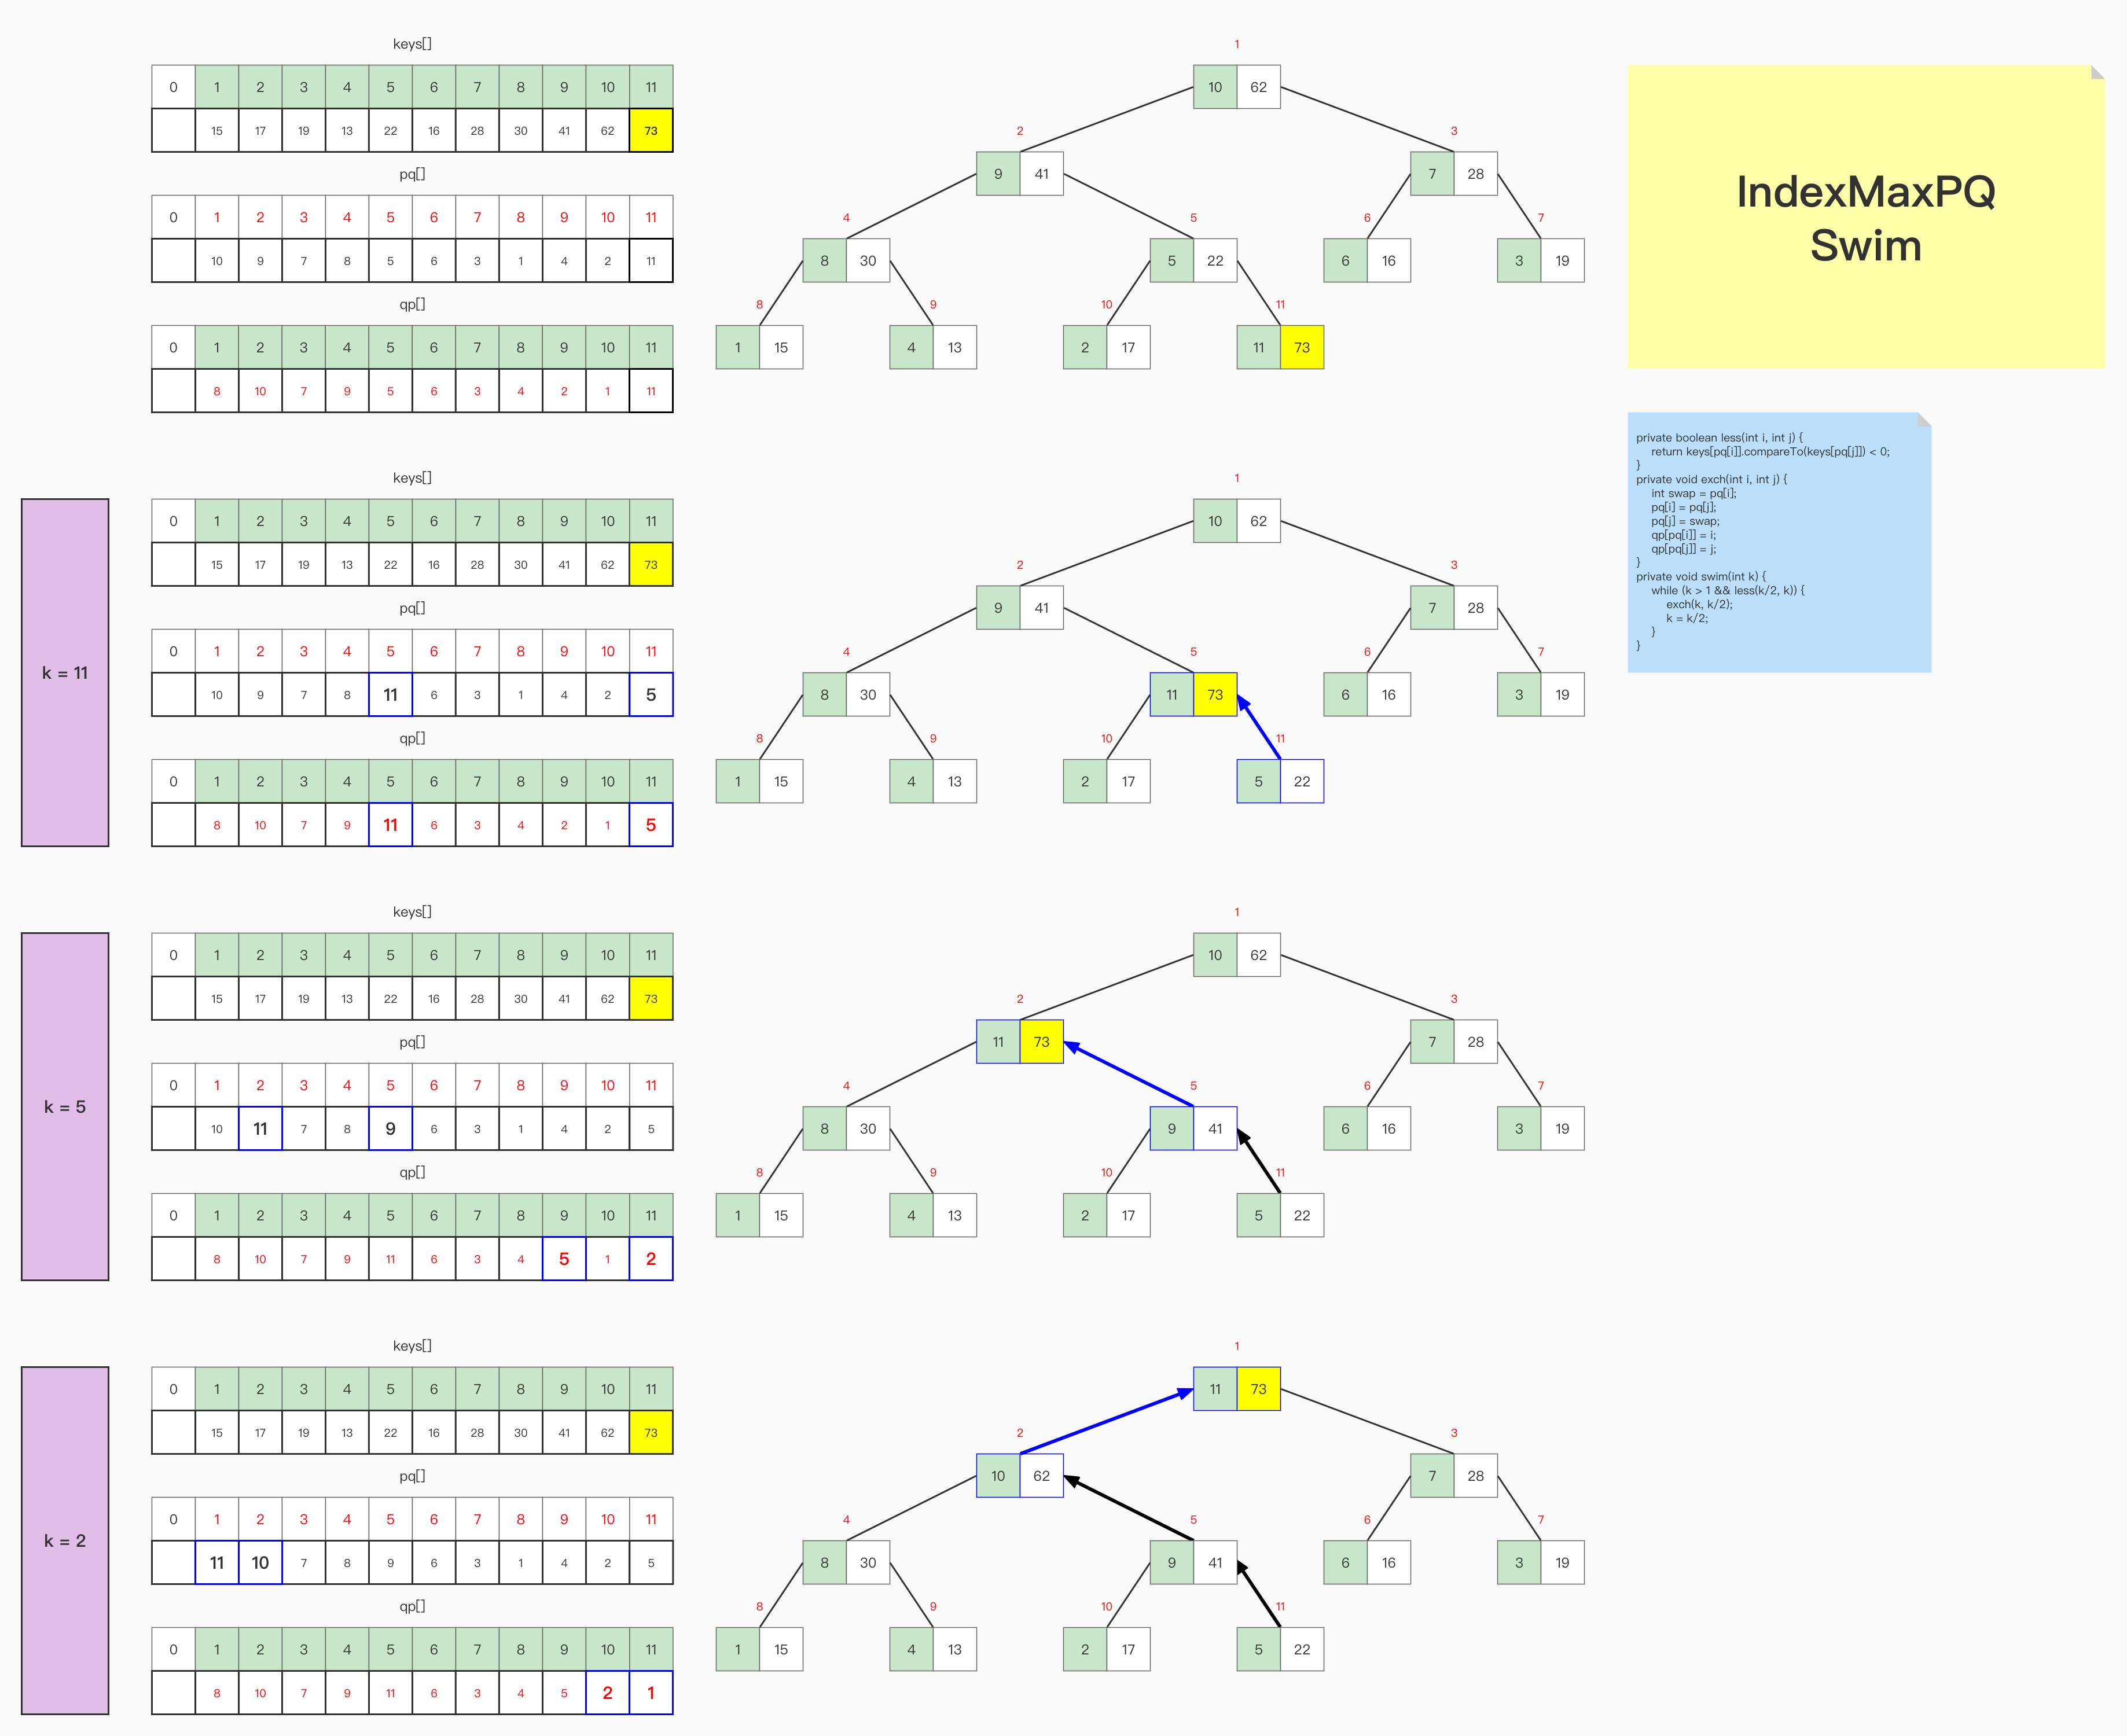 keys[]
0 1 2 3 4 5 6 7 8 9 10 11
15 17 19 13 22 16 28 30 41 62 73
pq[]
0 1 2 3 4 5 6 7 8 9 10 11
10 9 7 8 5 6 3 1 4 2 11
qp[]
0 1 2 3 4 5 6 7 8 9 10 11
8 10 7 9 5 6 3 4 2 1 11
1
10 62
2 3
9 41 7 28
4 5 6 7
8 30 5 22 6 16 3 19
8 9 10 11
1 15 4 13 2 17 11 73
IndexMaxPQ
Swim
private boolean less(int i, int j) {
return keys[pq[i]].compareTo(keys[pq[j]]) < 0;
}
private void exch(int i, int j) {
int swap = pq[i];
pq[i] = pq[j];
pq[j] = swap;
qp[pq[i]] = i;
qp[pq[j]] = j;
}
private void swim(int k) {
while (k > 1 && less(k/2, k)) {
exch(k, k/2);
k = k/2;
}
}
k = 11
keys[]
0 1 2 3 4 5 6 7 8 9 10 11
15 17 19 13 22 16 28 30 41 62 73
pq[]
0 1 2 3 4 5 6 7 8 9 10 11
10 9 7 8 11 6 3 1 4 2 5
qp[]
0 1 2 3 4 5 6 7 8 9 10 11
8 10 7 9 11 6 3 4 2 1 5
1
10 62
2 3
9 41 7 28
4 5 6 7
8 30 11 73 6 16 3 19
8 9 10 11
1 15 4 13 2 17 5 22
k = 5
keys[]
0 1 2 3 4 5 6 7 8 9 10 11
15 17 19 13 22 16 28 30 41 62 73
pq[]
0 1 2 3 4 5 6 7 8 9 10 11
10 11 7 8 9 6 3 1 4 2 5
qp[]
0 1 2 3 4 5 6 7 8 9 10 11
8 10 7 9 11 6 3 4 5 1 2
1
10 62
2 3
11 73 7 28
4 5 6 7
8 30 9 41 6 16 3 19
8 9 10 11
1 15 4 13 2 17 5 22
k = 2
keys[]
0 1 2 3 4 5 6 7 8 9 10 11
15 17 19 13 22 16 28 30 41 62 73
pq[]
0 1 2 3 4 5 6 7 8 9 10 11
11 10 7 8 9 6 3 1 4 2 5
qp[]
0 1 2 3 4 5 6 7 8 9 10 11
8 10 7 9 11 6 3 4 5 2 1
1
11 73
2 3
10 62 7 28
4 5 6 7
8 30 9 41 6 16 3 19
8 9 10 11
1 15 4 13 2 17 5 22